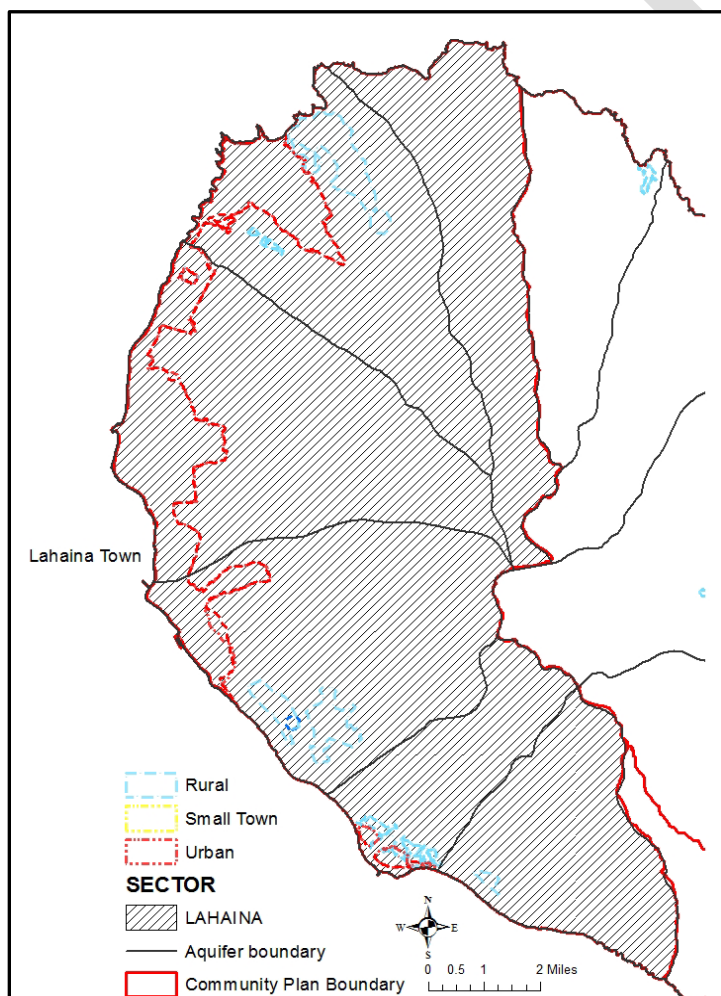 Lahaina Town
Rural
Small Town
Urban
SECTOR
LAHAINA
Aquifer boundary
Community Plan Boundary
N
W E
S
0 0.5 1 2 Miles